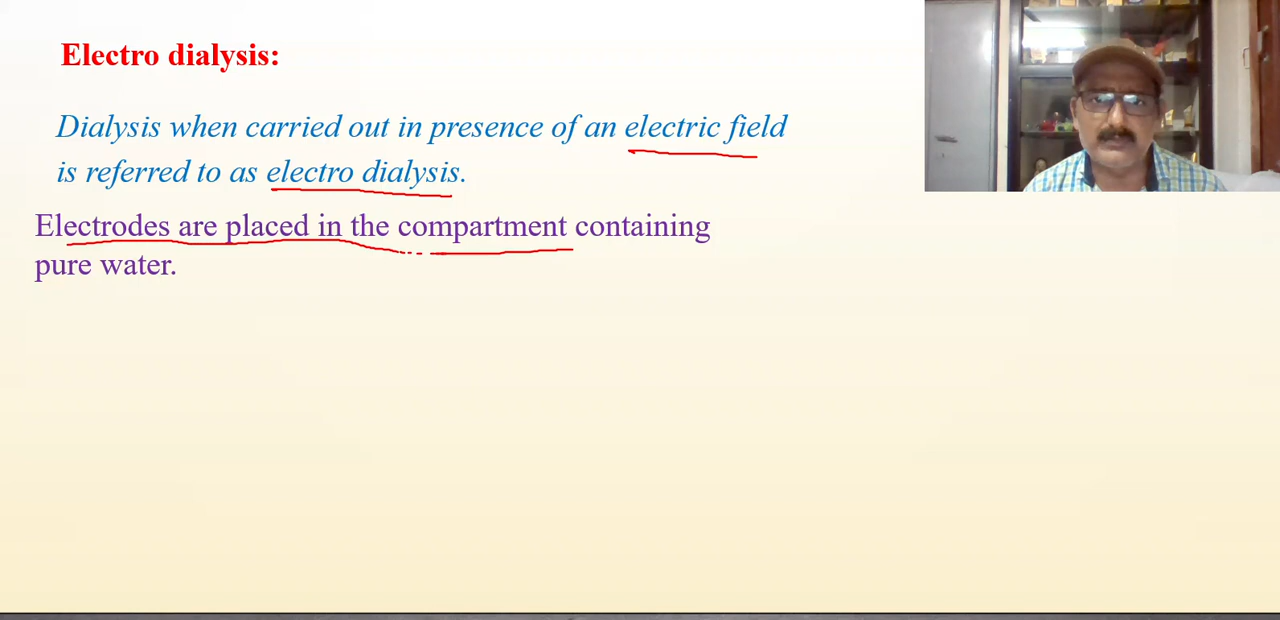 Electro dialysis:
Dialysis when carried out in presence of an electric field
is referred to as electro dialysis.
Electrodes are placed in the compartment containing
pure water.